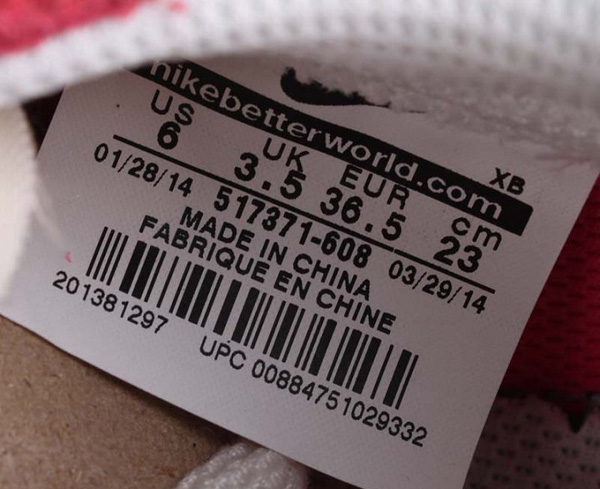 nikebetterworld.com
XB
US UK EUR cm
6 3.5 36.5 23
01/28/14 517371-608 03/29/14
MADE IN CHINA
FABRIQUE EN CHINE
201381297 UPC 00884751029332